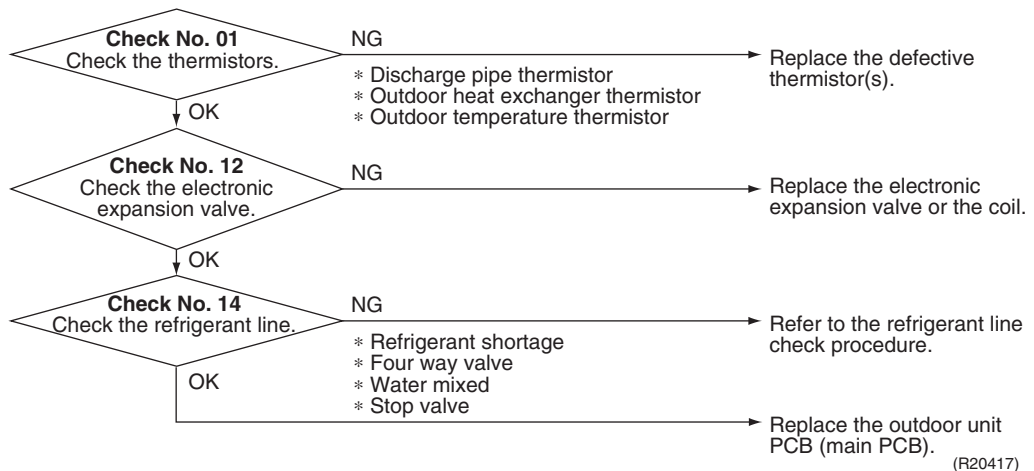 Check No. 01
Check the thermistors.
NG
∗ Discharge pipe thermistor
∗ Outdoor heat exchanger thermistor
∗ Outdoor temperature thermistor
Replace the defective
thermistor(s).
OK
Check No. 12
Check the electronic
expansion valve.
NG
Replace the electronic
expansion valve or the coil.
OK
Check No. 14
Check the refrigerant line.
NG
∗ Refrigerant shortage
∗ Four way valve
∗ Water mixed
∗ Stop valve
Refer to the refrigerant line
check procedure.
OK
Replace the outdoor unit
PCB (main PCB).
(R20417)